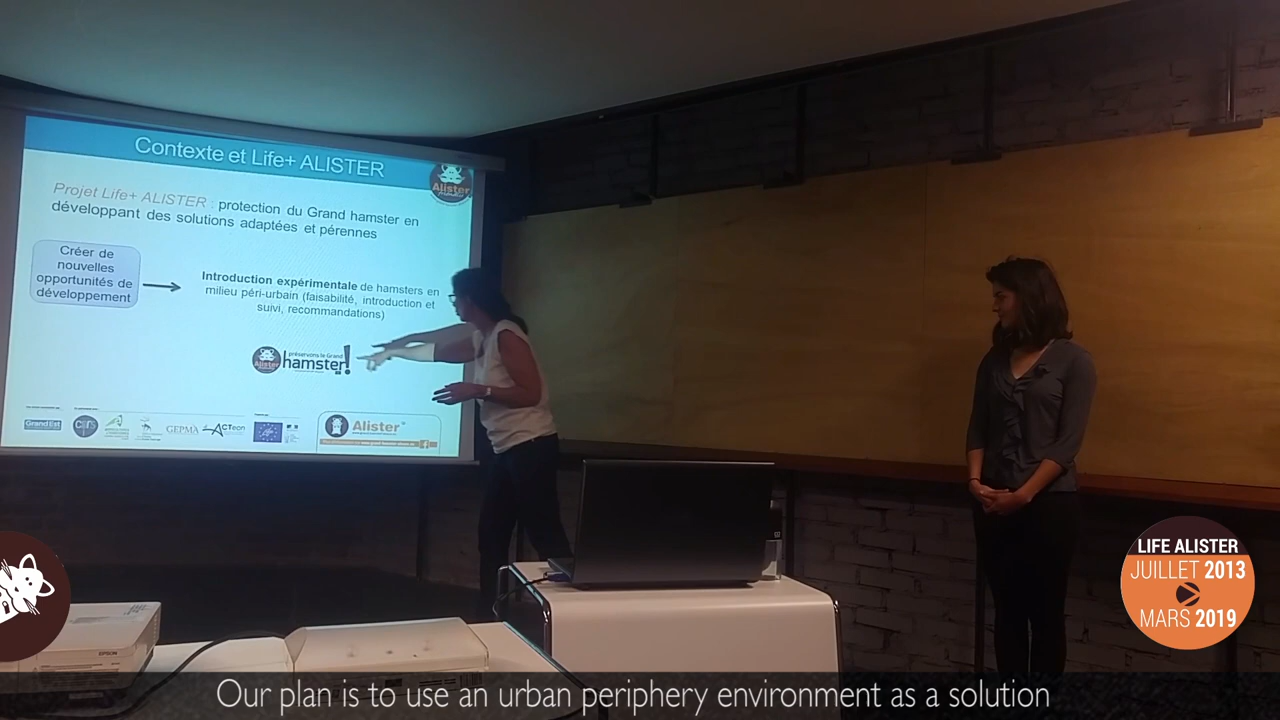 Contexte et Life+ ALISTER
Alister
Projet Life+ ALISTER : protection du Grand hamster en
développant des solutions adaptées et pérennes
Créer de
nouvelles
opportunités de
développement
Introduction expérimentale de hamsters en
milieu péri-urbain (faisabilité, introduction et
suivi, recommandations)
préservons le Grand
Alister
hamster!
GrandEst
cnrs
GEPMA
ACTeon
Alister
EPSON
LIFE ALISTER
JUILLET 2013
MARS 2019
Our plan is to use an urban periphery environment as a solution